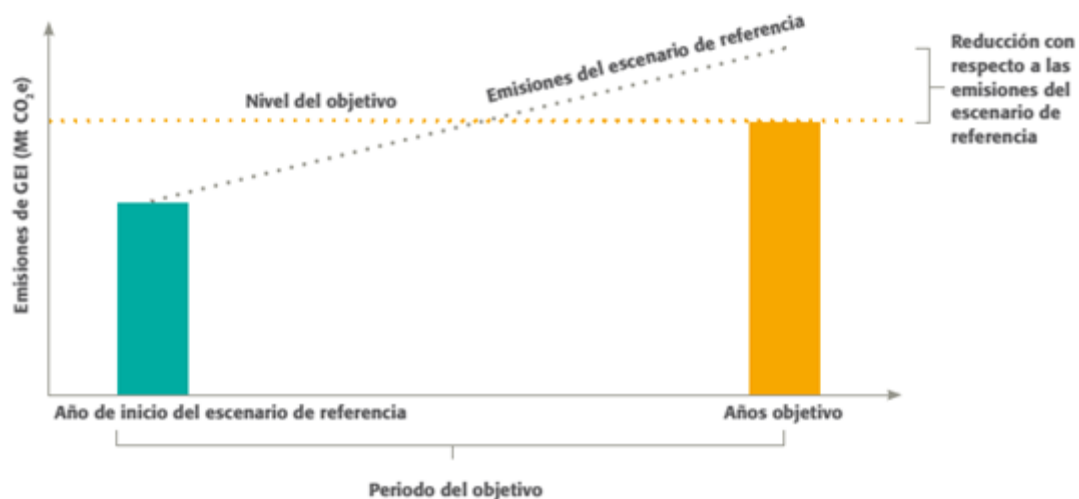 Emisiones de GEI (Mt CO₂e)
Nivel del objetivo
Emisiones del escenario de referencia
Reducción con
respecto a las
emisiones del
escenario de
referencia
Año de inicio del escenario de referencia
Años objetivo
Periodo del objetivo